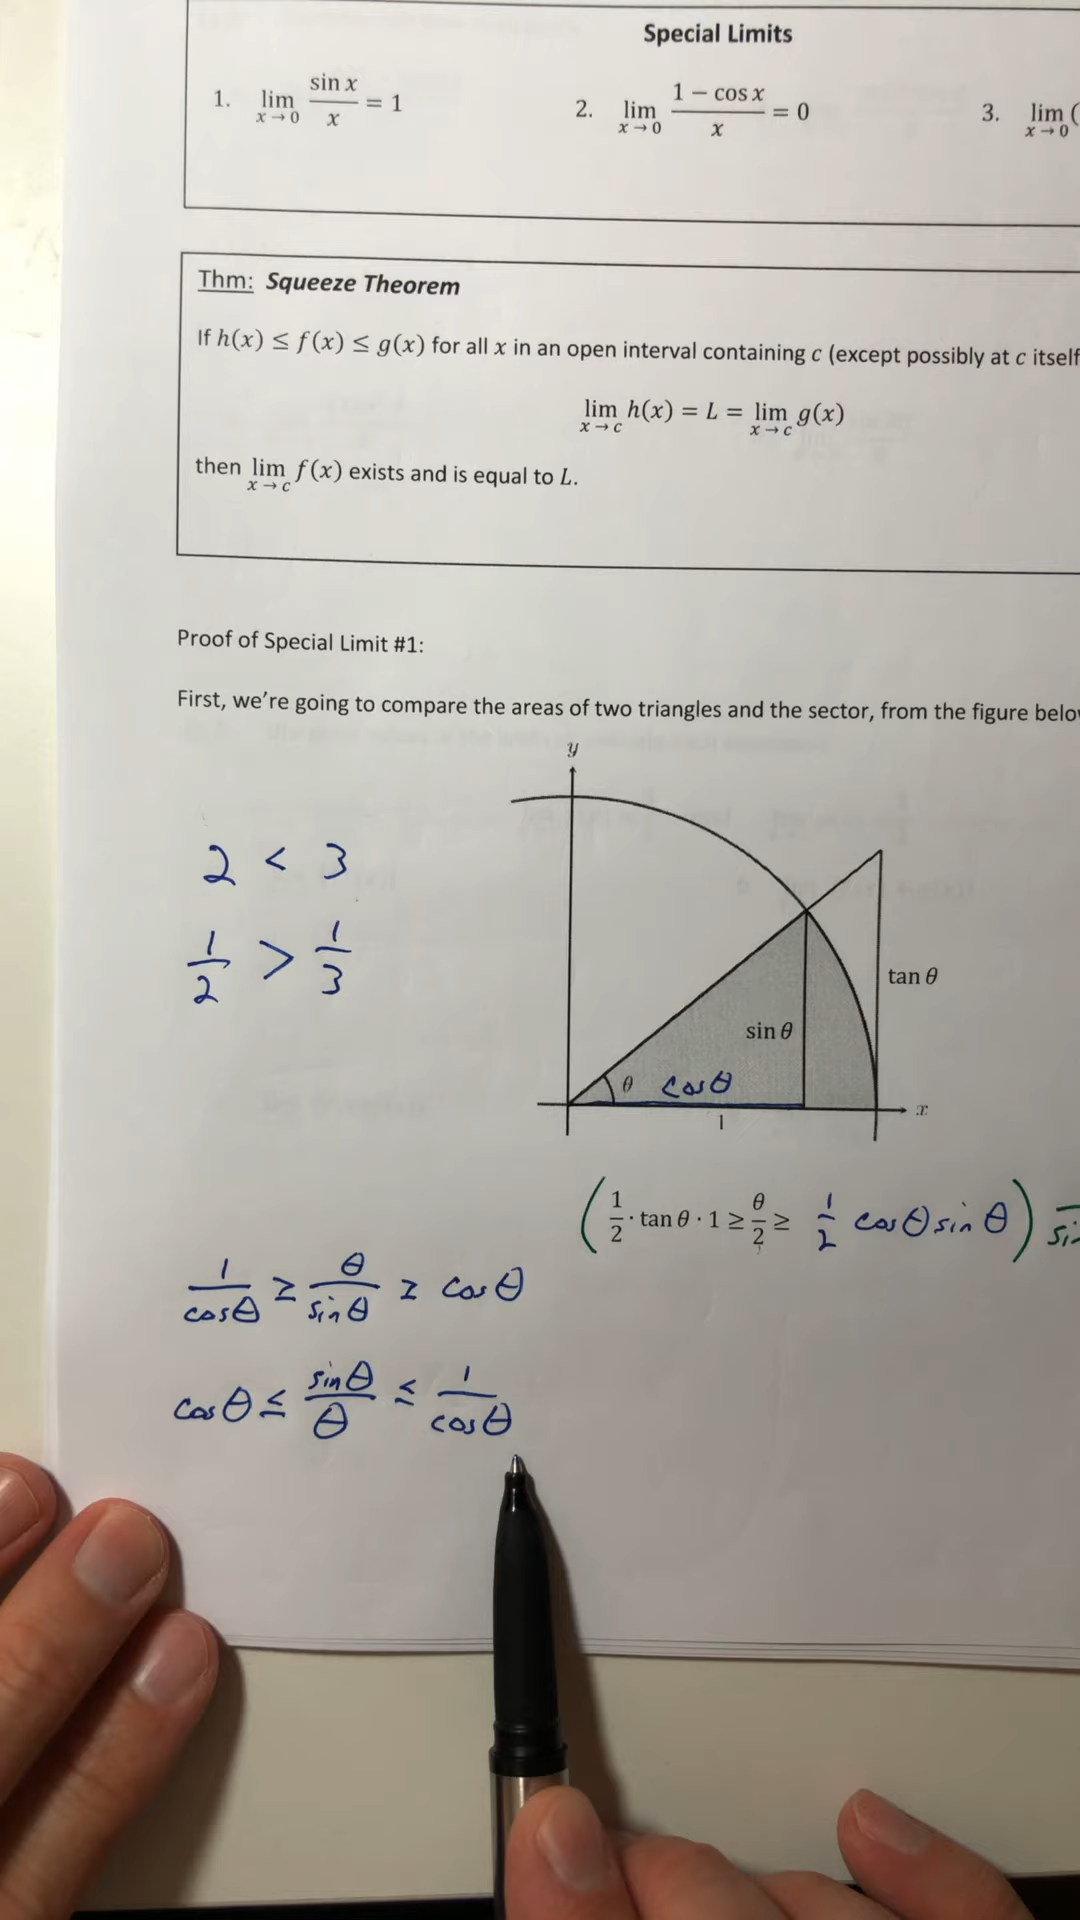 Special Limits
1. lim x→0 sin x / x = 1
2. lim x→0 1 − cos x / x = 0
3. lim x→0 (
Thm: Squeeze Theorem
If h(x) ≤ f(x) ≤ g(x) for all x in an open interval containing c (except possibly at c itself
lim x→c h(x) = L = lim x→c g(x)
then lim x→c f(x) exists and is equal to L.
Proof of Special Limit #1:
First, we're going to compare the areas of two triangles and the sector, from the figure belo
y
2 < 3
1/2 > 1/3
tan θ
sin θ
θ cos θ
x
1
(1/2 · tan θ · 1 ≥ θ/2 ≥ 1/2 cos θ sin θ)
1/cos θ ≥ θ/sin θ ≥ cos θ
cos θ ≤ sin θ/θ ≤ 1/cos θ